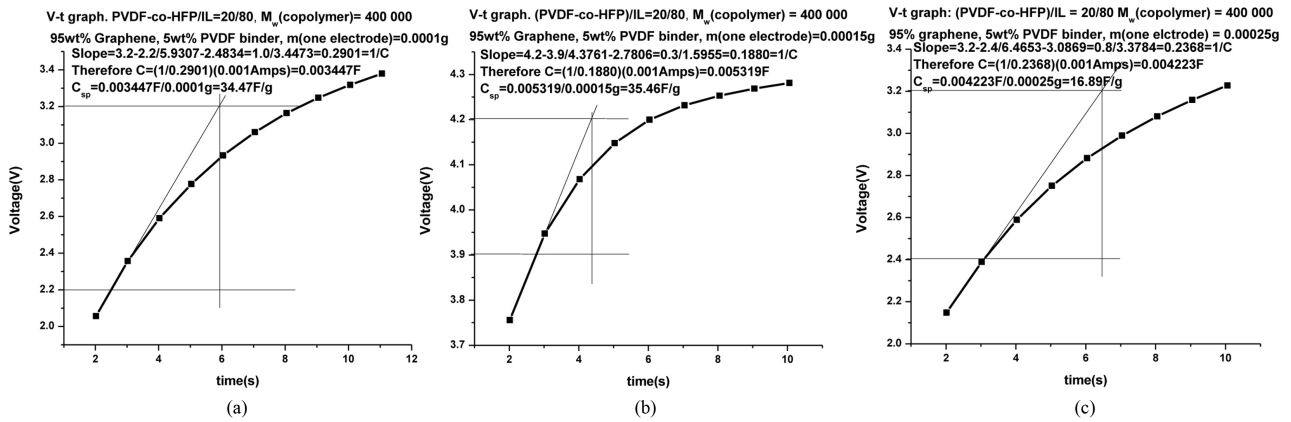 V-t graph. PVDF-co-HFP/IL=20/80, Mw(copolymer)= 400 000
95wt% Graphene, 5wt% PVDF binder, m(one electrode)=0.0001g
Slope=3.2-2.2/5.9307-2.4834=1.0/3.4473=0.2901=1/C
Therefore C=(1/0.2901)(0.001Amps)=0.003447F
Csp=0.003447F/0.0001g=34.47F/g
3.4
3.2
3.0
2.8
2.6
2.4
2.2
2.0
Voltage(V)
2 4 6 8 10 12
time(s)
(a)
V-t graph. (PVDF-co-HFP)/IL=20/80, Mw(copolymer) = 400 000
95wt% Graphene, 5wt% PVDF binder, m(one electrode)=0.00015g
Slope=4.2-3.9/4.3761-2.7806=0.3/1.5955=0.1880=1/C
Therefore C=(1/0.1880)(0.001Amps)=0.005319F
Csp=0.005319/0.00015g=35.46F/g
4.3
4.2
4.1
4.0
3.9
3.8
3.7
Voltage(V)
2 4 6 8 10
time(s)
(b)
V-t graph: (PVDF-co-HFP)/IL = 20/80 Mw(copolymer) = 400 000
95% graphene, 5wt% PVDF binder, m(one elctrode) = 0.00025g
Slope=3.2-2.4/6.4653-3.0869=0.8/3.3784=0.2368=1/C
Therefore C=(1/0.2368)(0.001Amps)=0.004223F
Csp=0.004223F/0.00025g=16.89F/g
3.4
3.2
3.0
2.8
2.6
2.4
2.2
2.0
Voltage(V)
2 4 6 8 10
time(s)
(c)